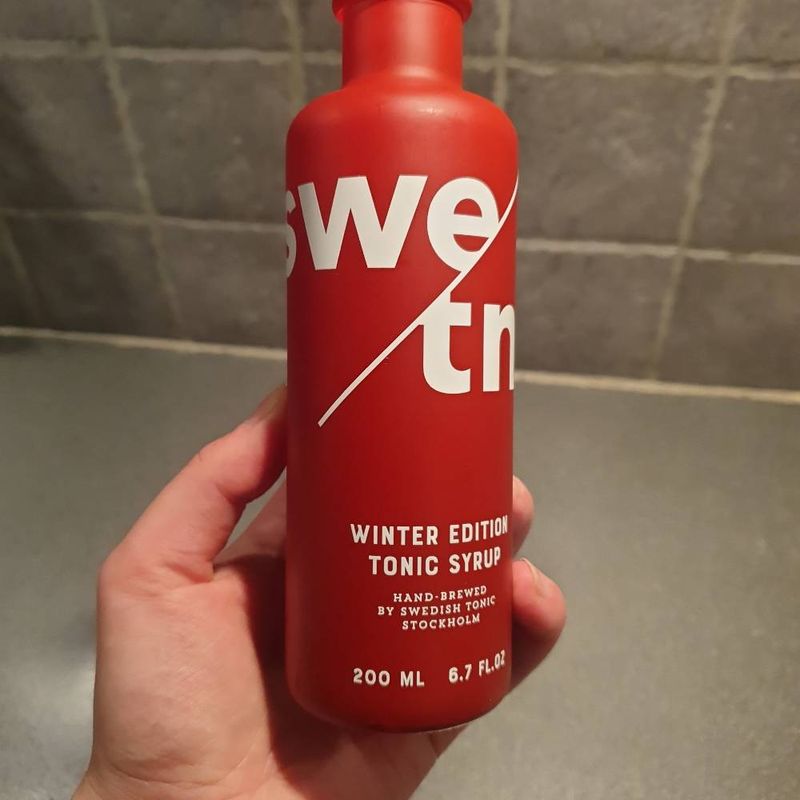 swe
tn
WINTER EDITION
TONIC SYRUP
HAND-BREWED
BY SWEDISH TONIC
STOCKHOLM
200 ML 6.7 FL.OZ